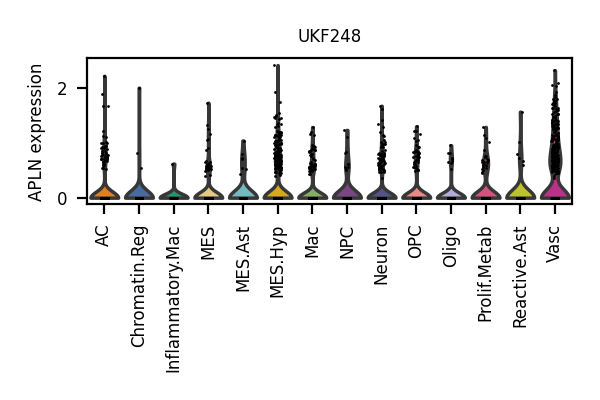 UKF248
APLN expression
2
0
AC
Chromatin.Reg
Inflammatory.Mac
MES
MES.Ast
MES.Hyp
Mac
NPC
Neuron
OPC
Oligo
Prolif.Metab
Reactive.Ast
Vasc